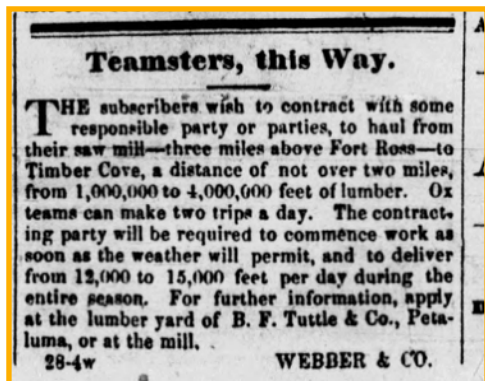 Teamsters, this Way.
THE subscribers wish to contract with some
responsible party or parties, to haul from
their saw mill—three miles above Fort Ross—to
Timber Cove, a distance of not over two miles,
from 1,000,000 to 4,000,000 feet of lumber. Ox
teams can make two trips a day. The contract-
ing party will be required to commence work as
soon as the weather will permit, and to deliver
from 12,000 to 15,000 feet per day during the
entire season. For further information, apply
at the lumber yard of B. F. Tuttle & Co., Peta-
luma, or at the mill.
28-4w WEBBER & CO.